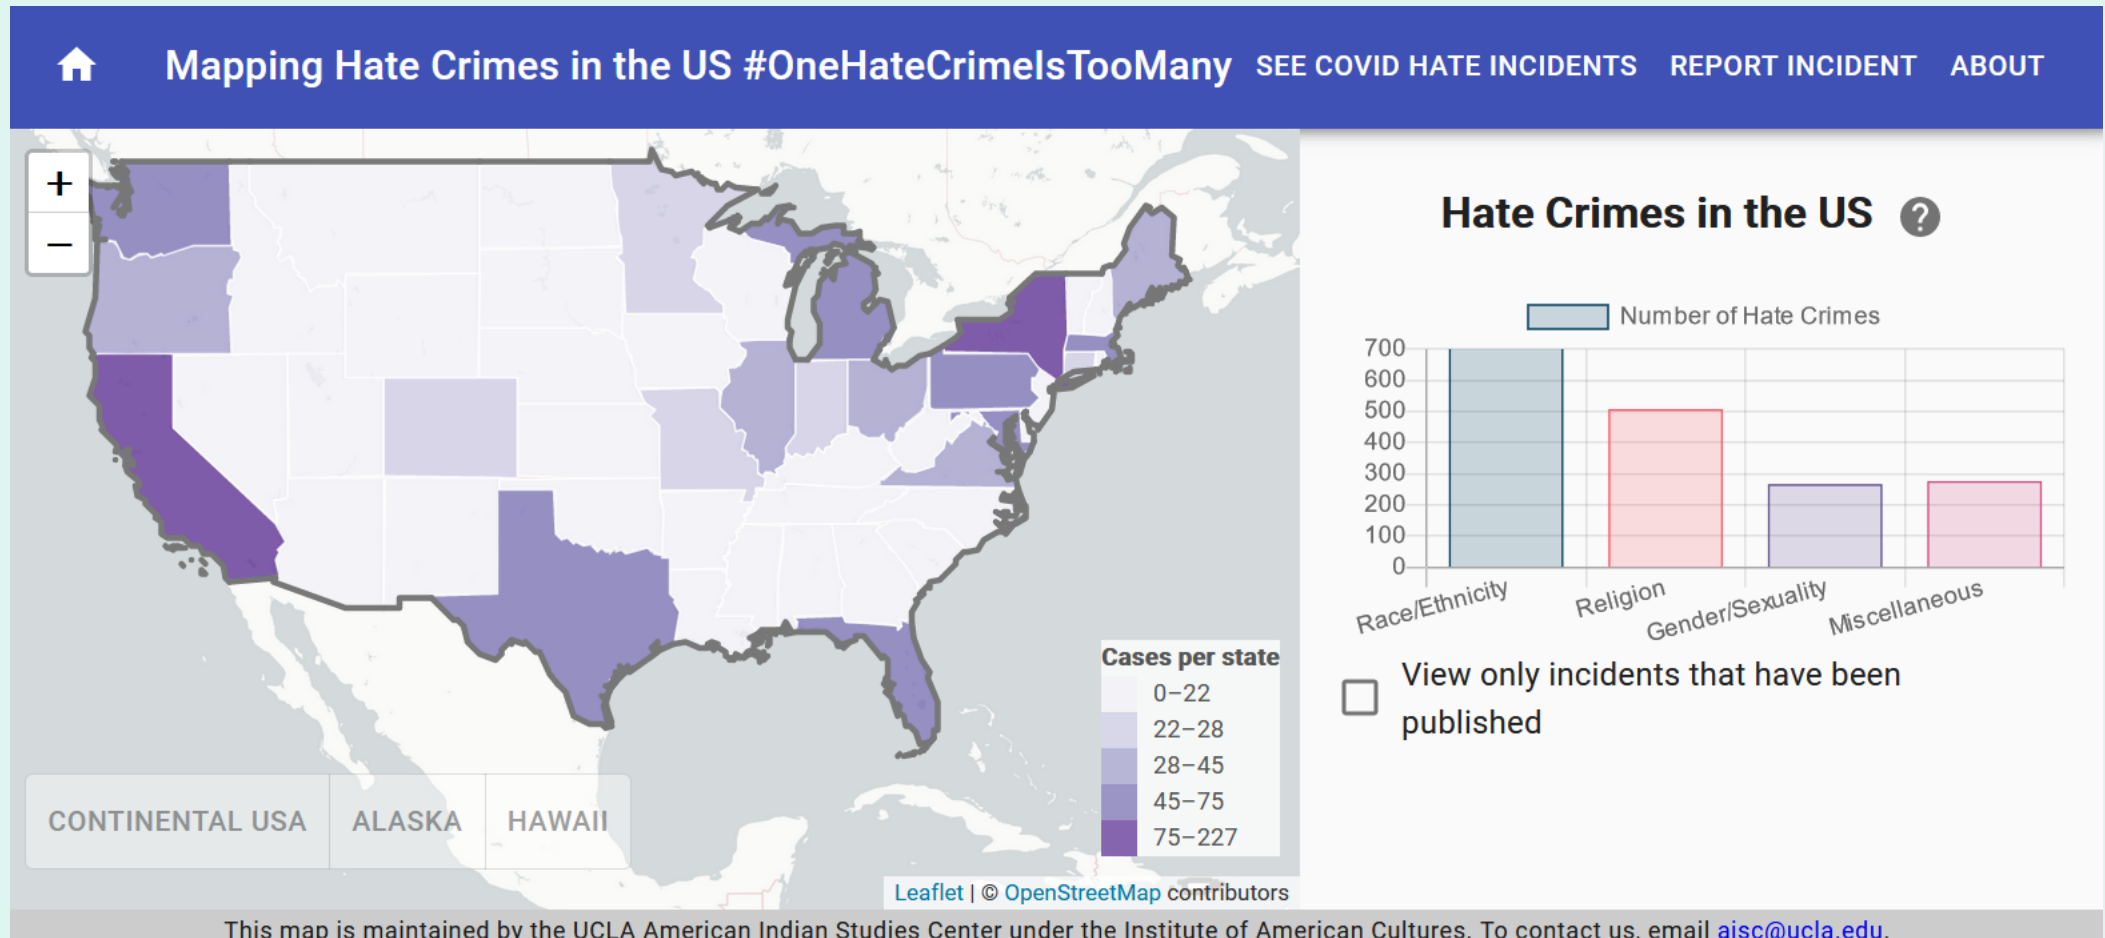 Mapping Hate Crimes in the US #OneHateCrimeIsTooMany
SEE COVID HATE INCIDENTS
REPORT INCIDENT
ABOUT
+
−
Cases per state
0–22
22–28
28–45
45–75
75–227
CONTINENTAL USA
ALASKA
HAWAII
Leaflet | © OpenStreetMap contributors
Hate Crimes in the US ?
Number of Hate Crimes
700
600
500
400
300
200
100
0
Race/Ethnicity
Religion
Gender/Sexuality
Miscellaneous
View only incidents that have been
published
This map is maintained by the UCLA American Indian Studies Center under the Institute of American Cultures. To contact us, email aisc@ucla.edu.